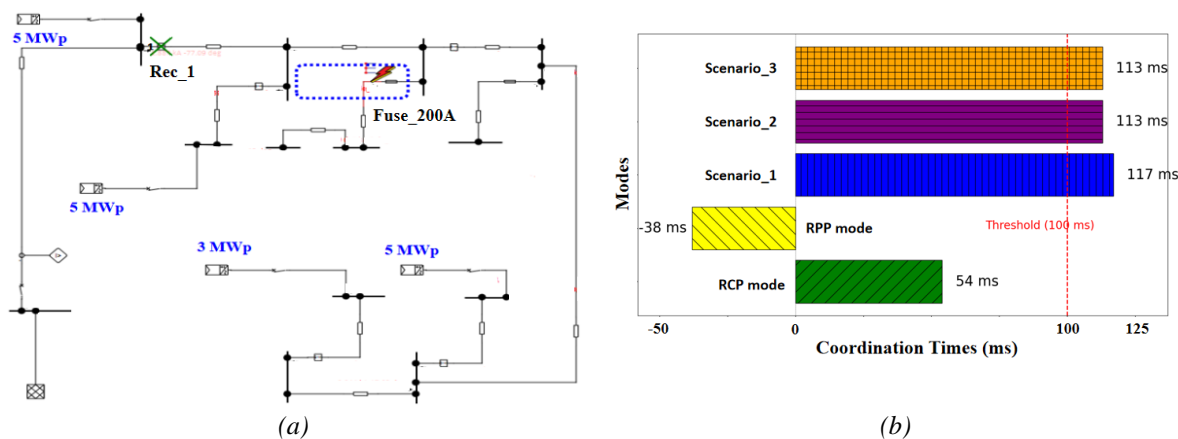 5 MWp
Rec_1
Fuse_200A
5 MWp
3 MWp
5 MWp
(a)
Modes
Scenario_3
113 ms
Scenario_2
113 ms
Scenario_1
117 ms
-38 ms
RPP mode
Threshold (100 ms)
RCP mode
54 ms
-50
0
100
125
Coordination Times (ms)
(b)